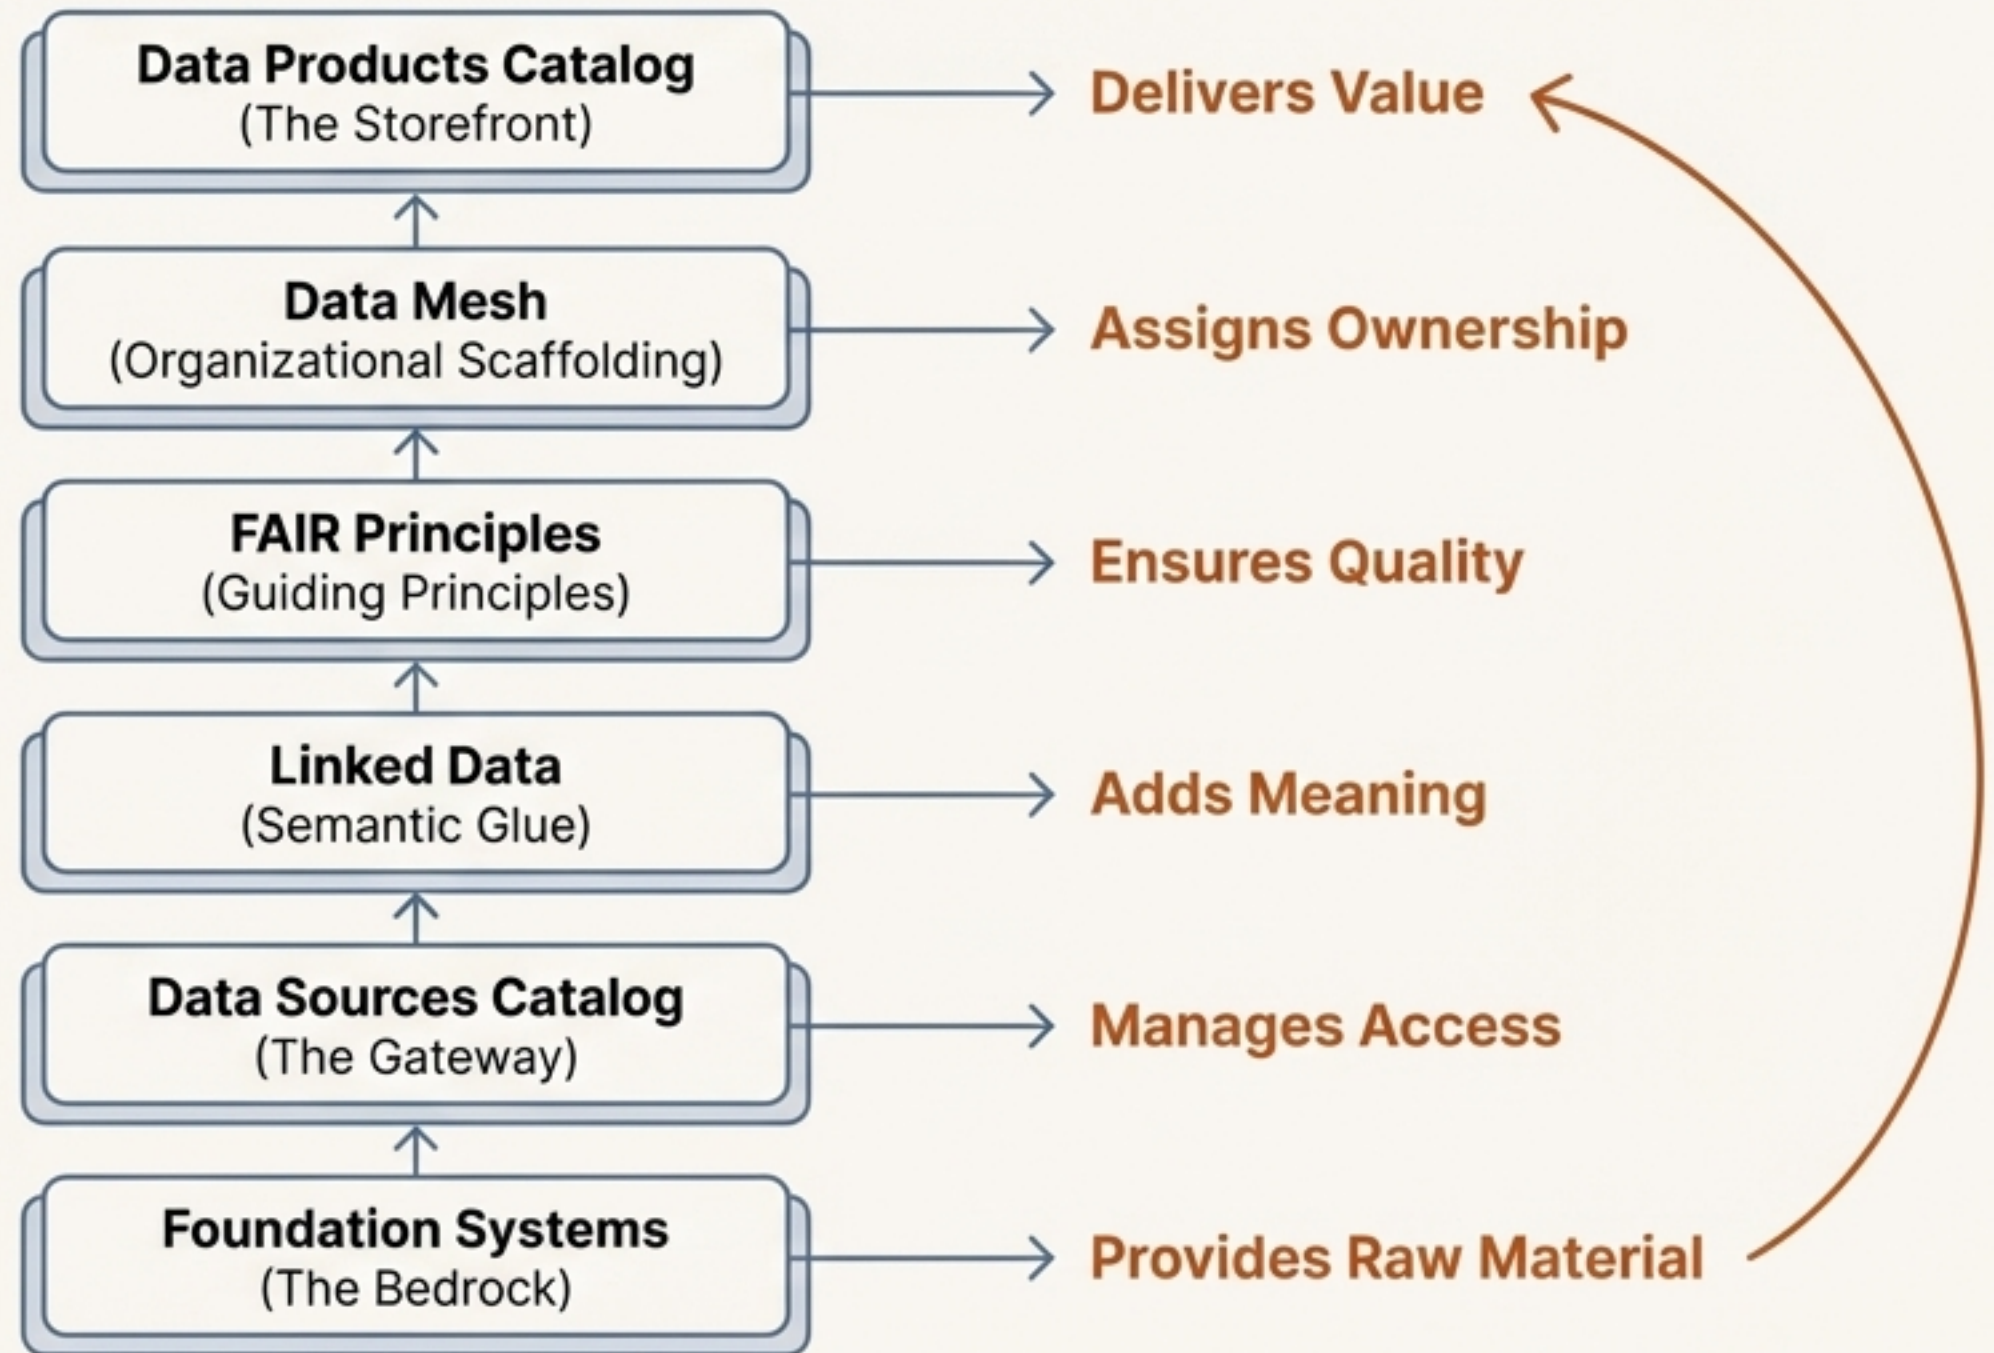 Data Products Catalog
(The Storefront)
Delivers Value
Data Mesh
(Organizational Scaffolding)
Assigns Ownership
FAIR Principles
(Guiding Principles)
Ensures Quality
Linked Data
(Semantic Glue)
Adds Meaning
Data Sources Catalog
(The Gateway)
Manages Access
Foundation Systems
(The Bedrock)
Provides Raw Material